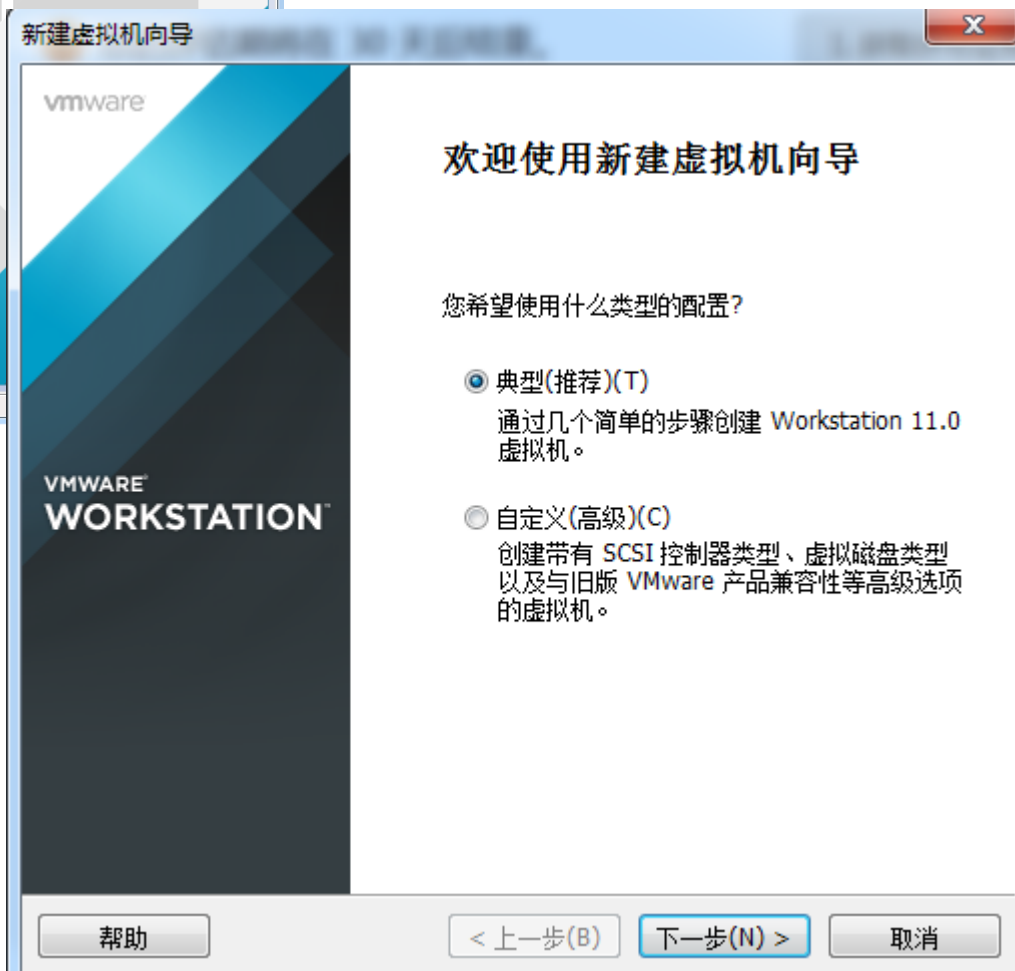 新建虚拟机向导
vmware
欢迎使用新建虚拟机向导
您希望使用什么类型的配置?
典型(推荐)(T)
通过几个简单的步骤创建 Workstation 11.0
虚拟机。
VMWARE®
WORKSTATION™
自定义(高级)(C)
创建带有 SCSI 控制器类型、虚拟磁盘类型
以及与旧版 VMware 产品兼容性等高级选项
的虚拟机。
帮助
< 上一步(B)
下一步(N) >
取消